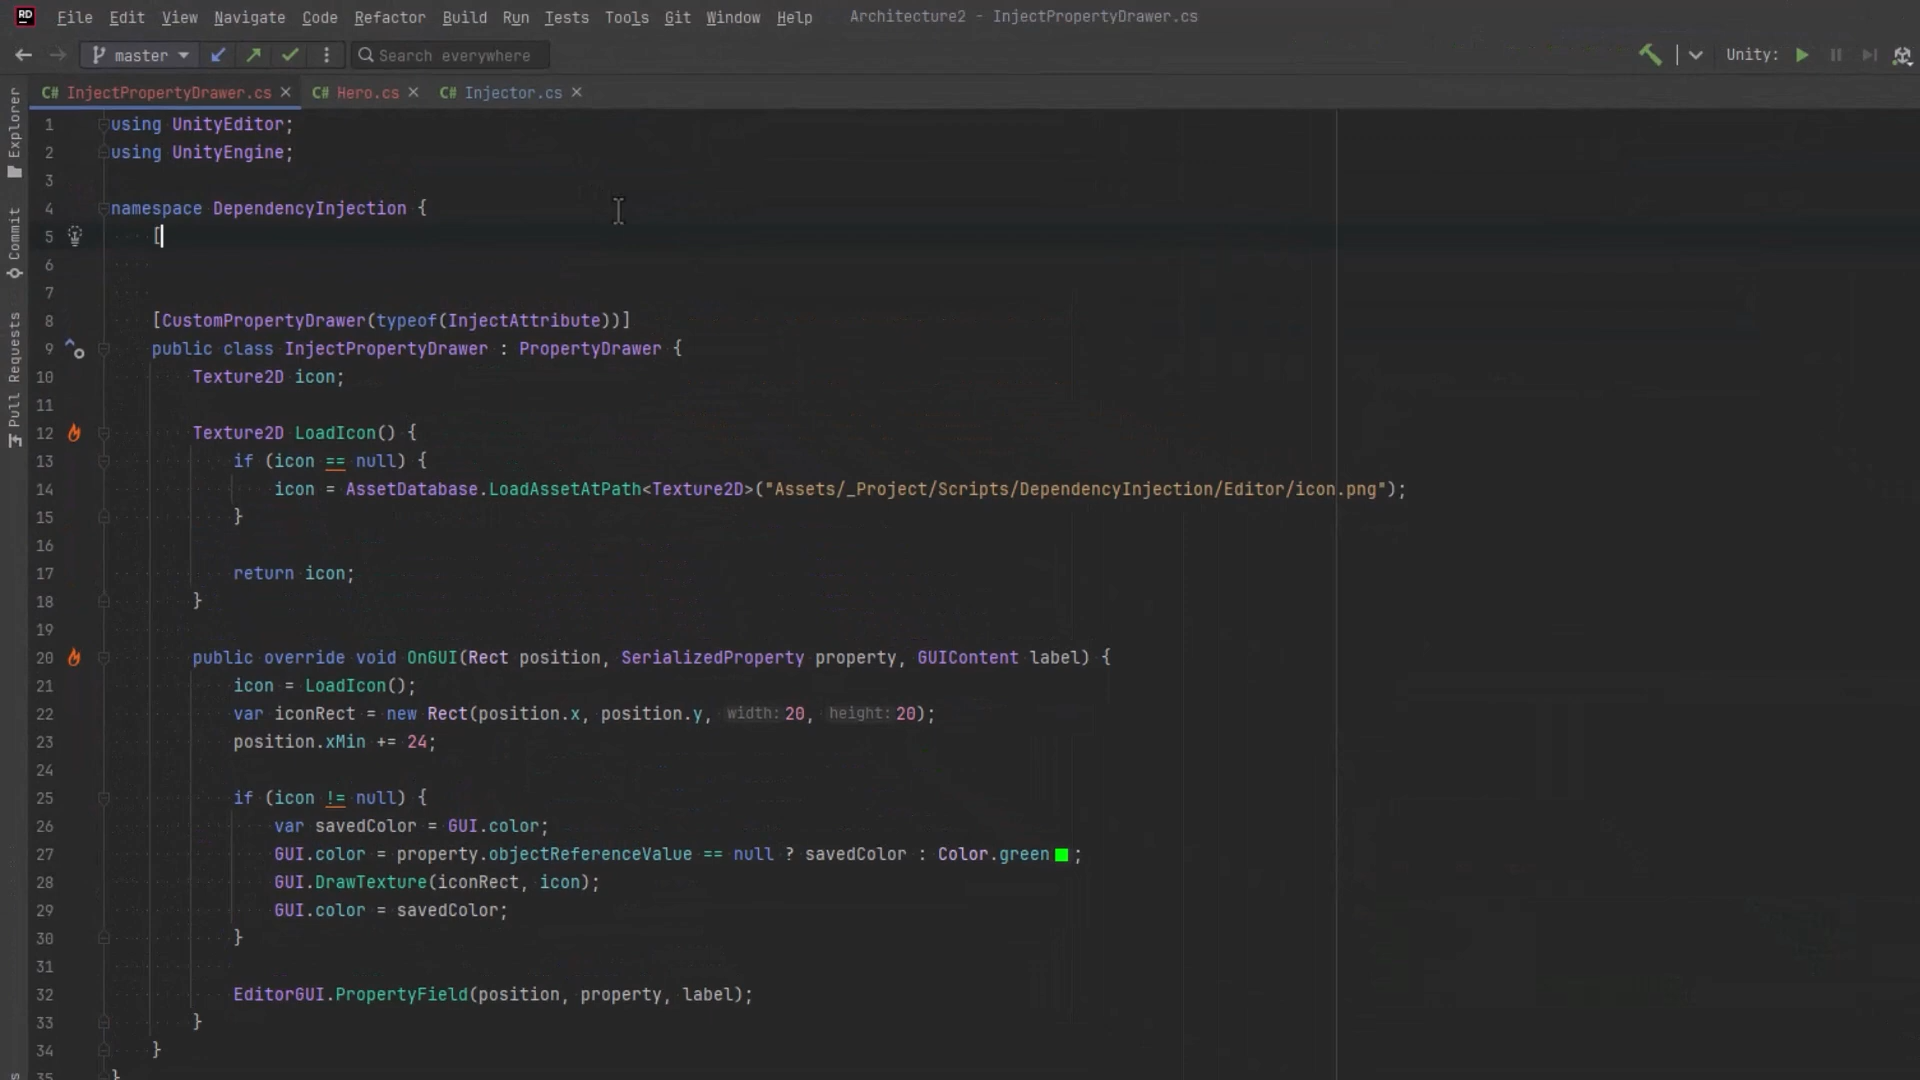 RD File Edit View Navigate Code Refactor Build Run Tests Tools Git Window Help Architecture2 - InjectPropertyDrawer.cs
master Search everywhere Unity:
C# InjectPropertyDrawer.cs C# Hero.cs C# Injector.cs
Explorer
Commit
Pull Requests
1 using UnityEditor;
2 using UnityEngine;
3
4 namespace DependencyInjection {
5 [
6
7
8 [CustomPropertyDrawer(typeof(InjectAttribute))]
9 public class InjectPropertyDrawer : PropertyDrawer {
10 Texture2D icon;
11
12 Texture2D LoadIcon() {
13 if (icon == null) {
14 icon = AssetDatabase.LoadAssetAtPath<Texture2D>("Assets/_Project/Scripts/DependencyInjection/Editor/icon.png");
15 }
16
17 return icon;
18 }
19
20 public override void OnGUI(Rect position, SerializedProperty property, GUIContent label) {
21 icon = LoadIcon();
22 var iconRect = new Rect(position.x, position.y, width: 20, height: 20);
23 position.xMin += 24;
24
25 if (icon != null) {
26 var savedColor = GUI.color;
27 GUI.color = property.objectReferenceValue == null ? savedColor : Color.green ;
28 GUI.DrawTexture(iconRect, icon);
29 GUI.color = savedColor;
30 }
31
32 EditorGUI.PropertyField(position, property, label);
33 }
34 }
35 }